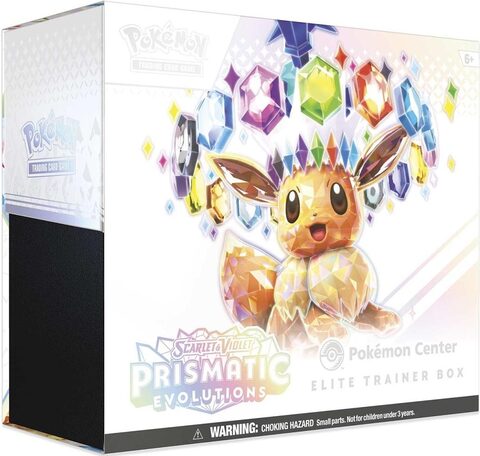 Pokémon
TRADING CARD GAME
6+
Pokémon
TRADING CARD GAME
SCARLET & VIOLET
PRISMATIC
EVOLUTIONS
Pokémon Center
ELITE TRAINER BOX
WARNING: CHOKING HAZARD Small parts. Not for children under 3 years.